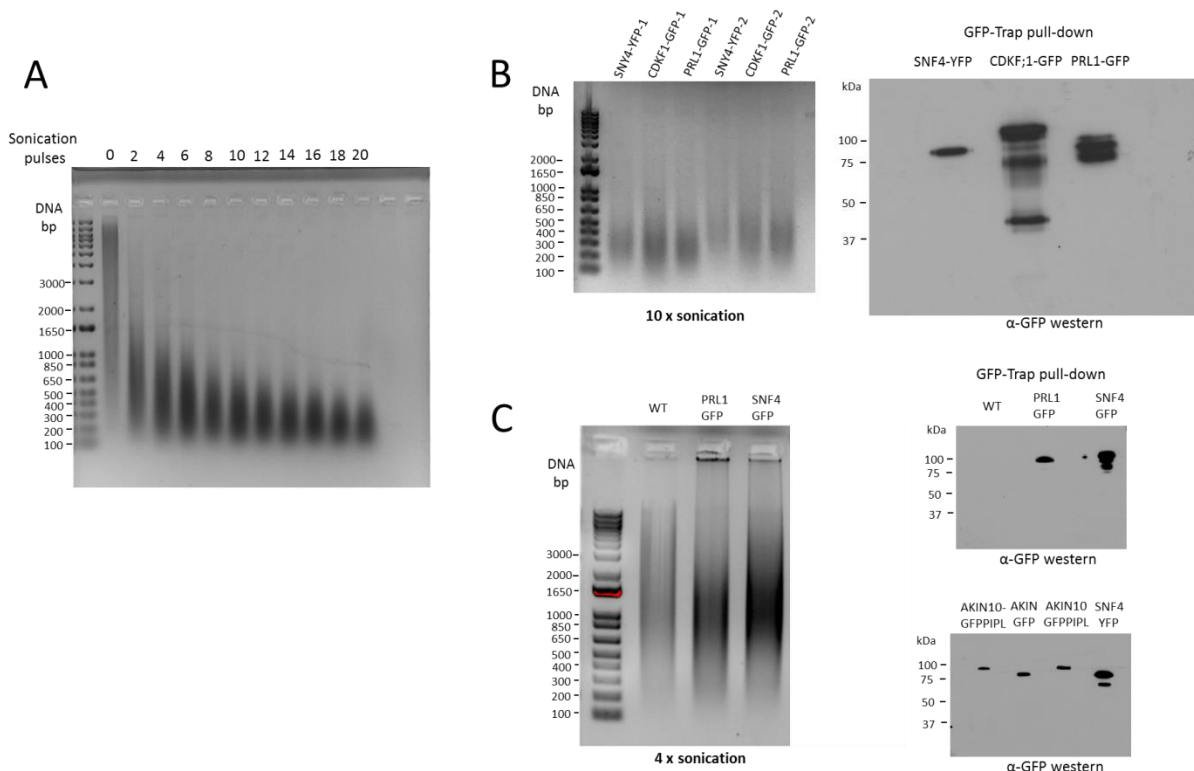 A
Sonication
pulses
0 2 4 6 8 10 12 14 16 18 20
DNA
bp
3000
2000
1650
1000
850
650
500
400
300
200
100
B
SNY4-YFP-1
CDKF1-GFP-1
PRL1-GFP-1
SNY4-YFP-2
CDKF1-GFP-2
PRL1-GFP-2
DNA
bp
2000
1650
1000
850
650
500
400
300
200
100
10 x sonication
GFP-Trap pull-down
SNF4-YFP CDKF;1-GFP PRL1-GFP
kDa
100
75
50
37
α-GFP western
C
WT PRL1 SNF4
GFP GFP
DNA
bp
3000
2000
1650
1000
850
650
500
400
300
200
100
4 x sonication
GFP-Trap pull-down
WT PRL1 SNF4
GFP GFP
kDa
100
75
50
37
α-GFP western
AKIN10- AKIN AKIN10 SNF4
GFPPIPL GFP GFPPIPL YFP
kDa
100
75
50
37
α-GFP western